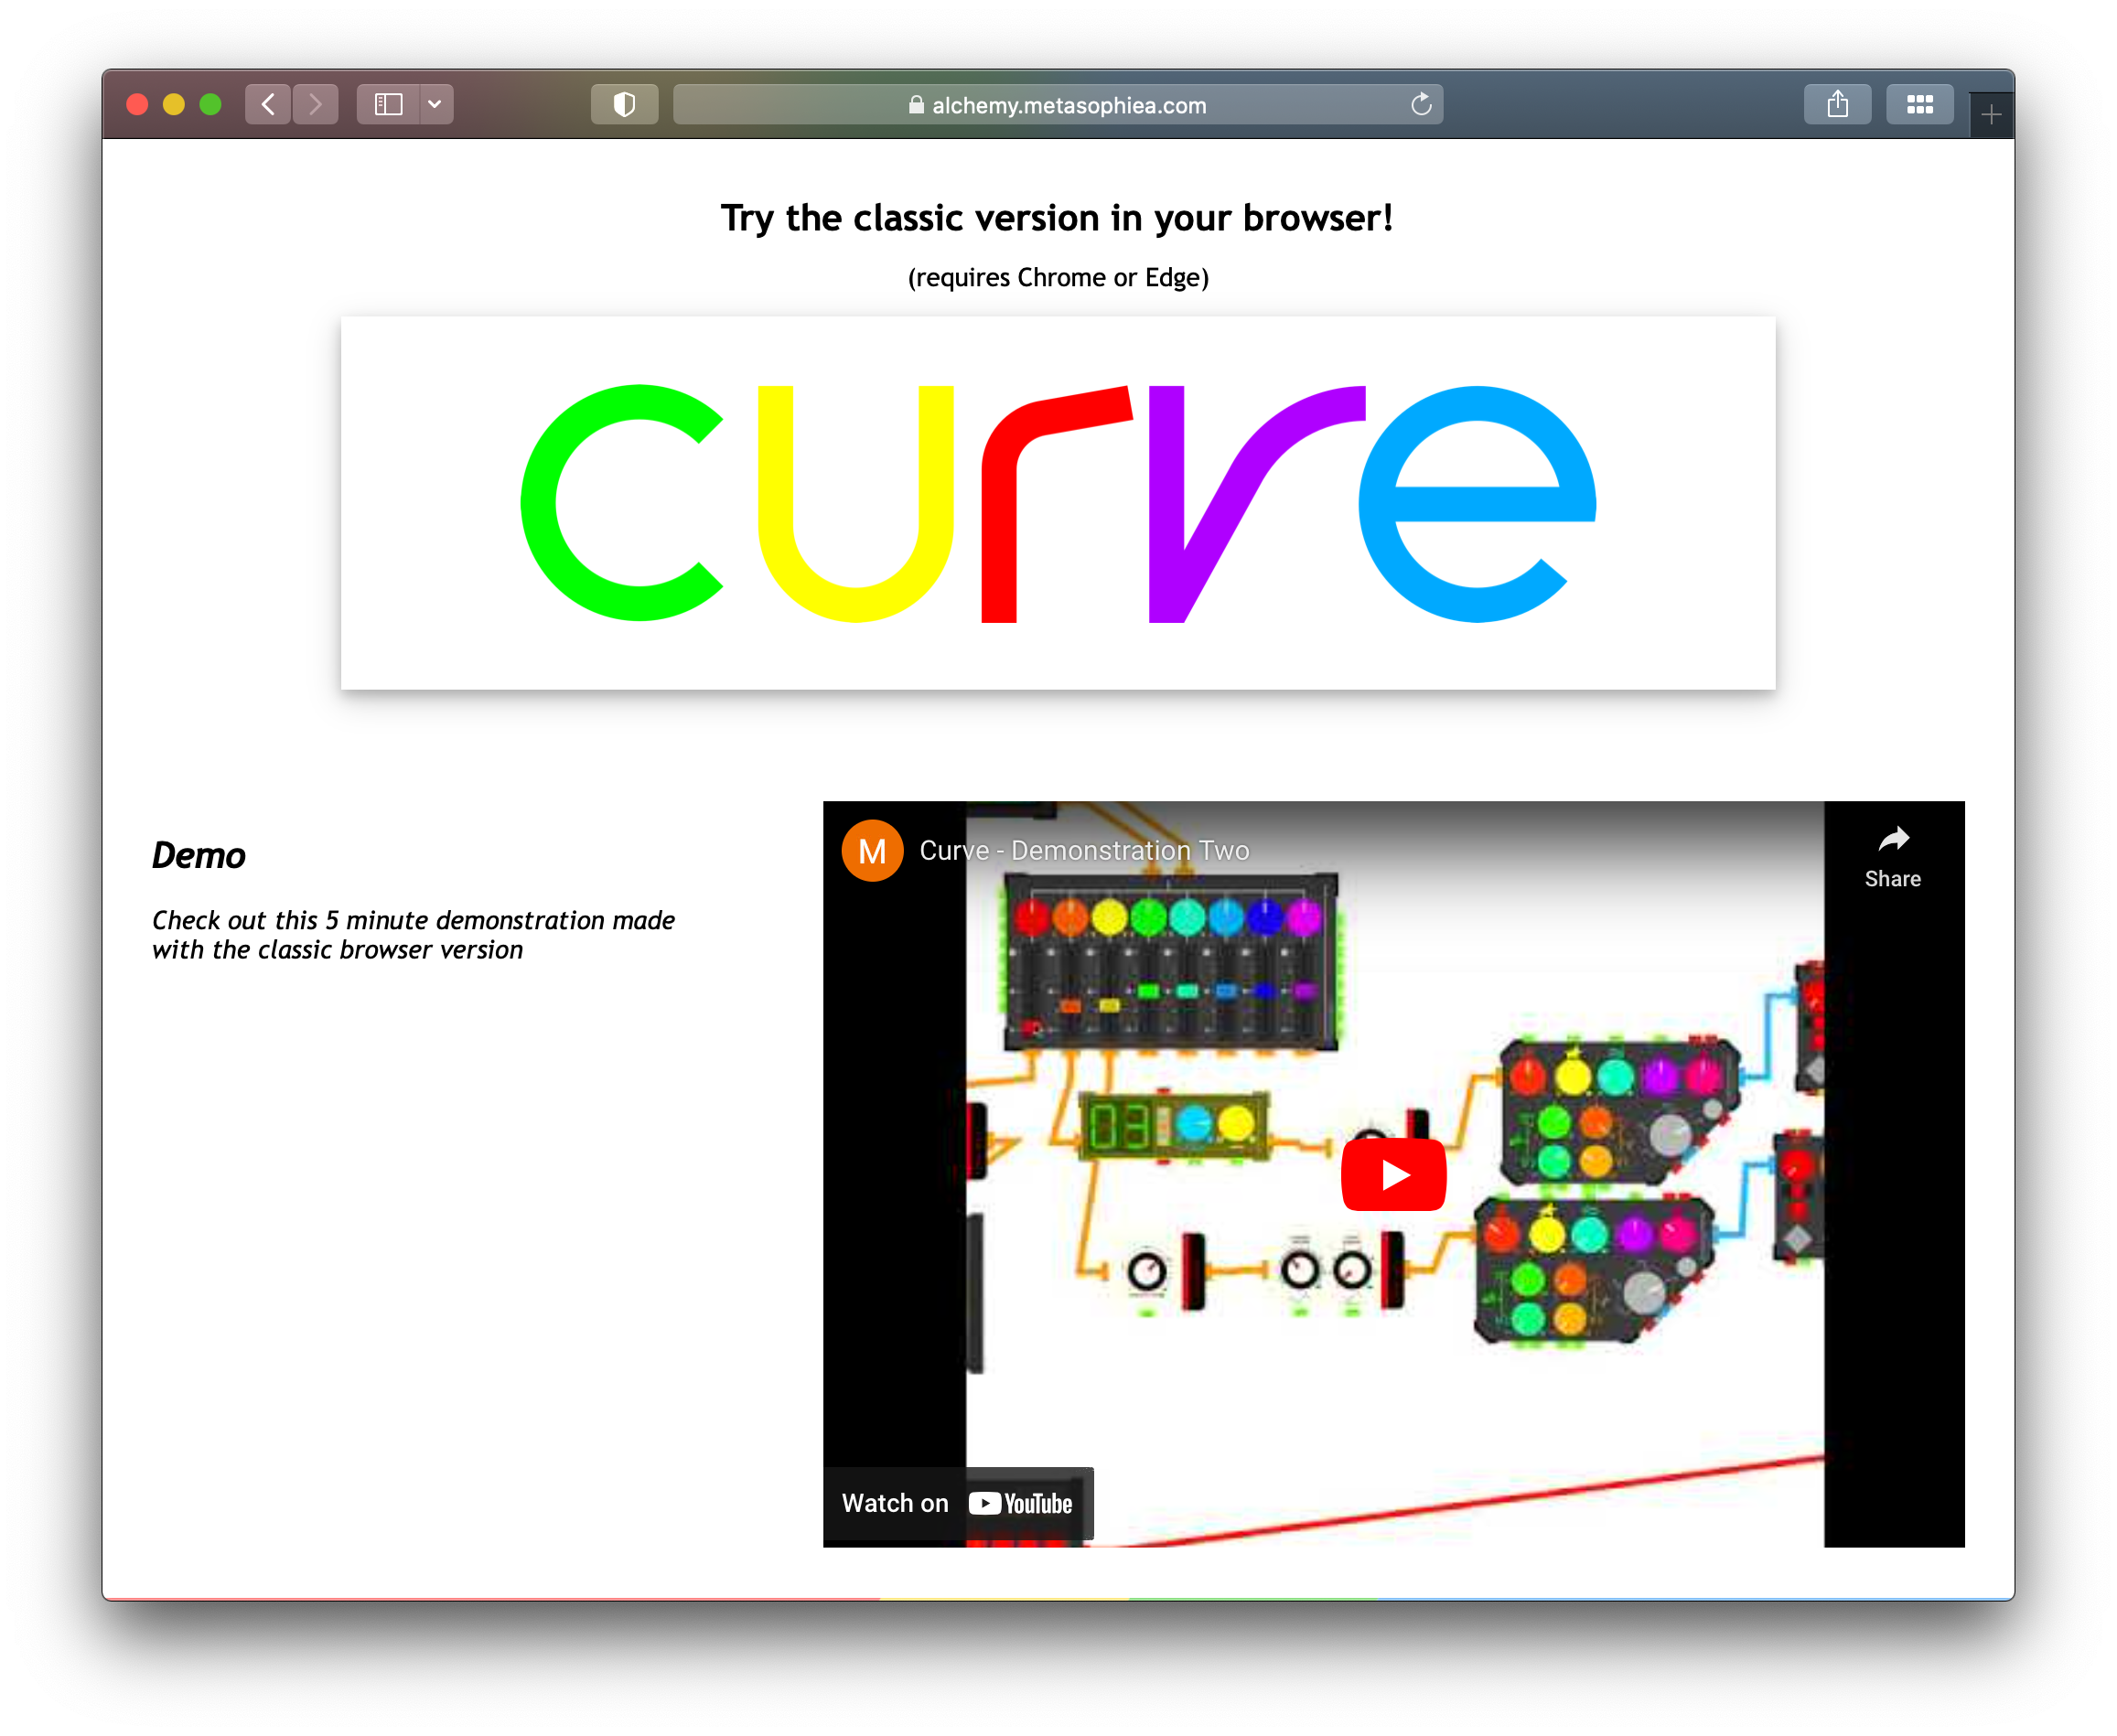 alchemy.metasophiea.com
Try the classic version in your browser!
(requires Chrome or Edge)
curve
Demo
Check out this 5 minute demonstration made
with the classic browser version
M
Curve - Demonstration Two
Share
03
Watch on YouTube